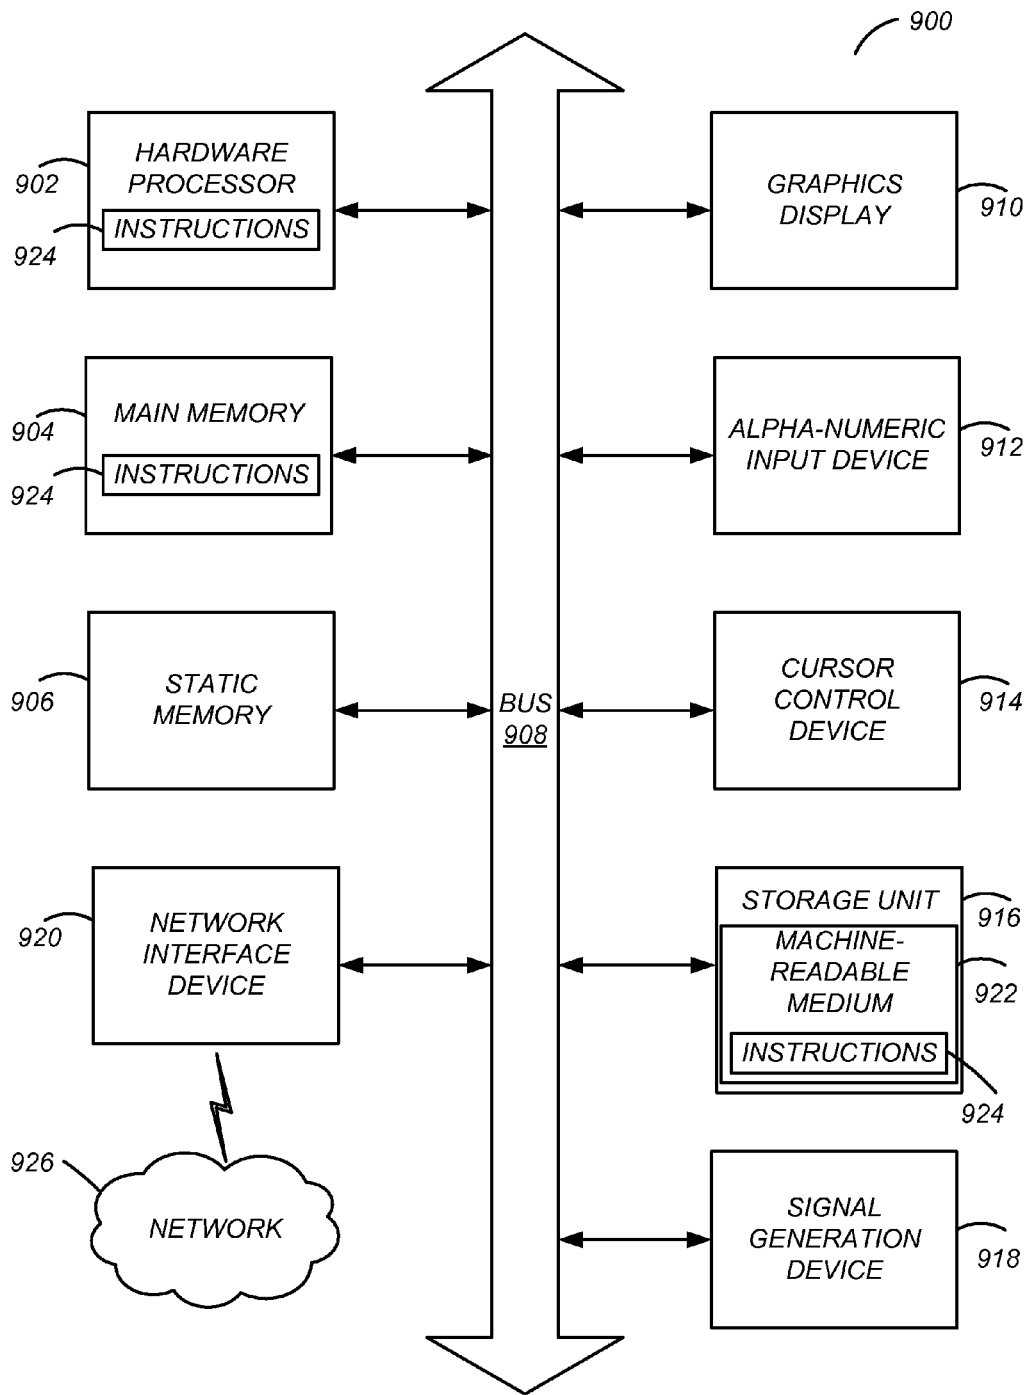 900
HARDWARE
PROCESSOR
INSTRUCTIONS
902
924
GRAPHICS
DISPLAY
910
MAIN MEMORY
INSTRUCTIONS
904
924
ALPHA-NUMERIC
INPUT DEVICE
912
STATIC
MEMORY
906
BUS
908
CURSOR
CONTROL
DEVICE
914
NETWORK
INTERFACE
DEVICE
920
STORAGE UNIT
916
MACHINE-
READABLE
MEDIUM
922
INSTRUCTIONS
924
926
NETWORK
SIGNAL
GENERATION
DEVICE
918